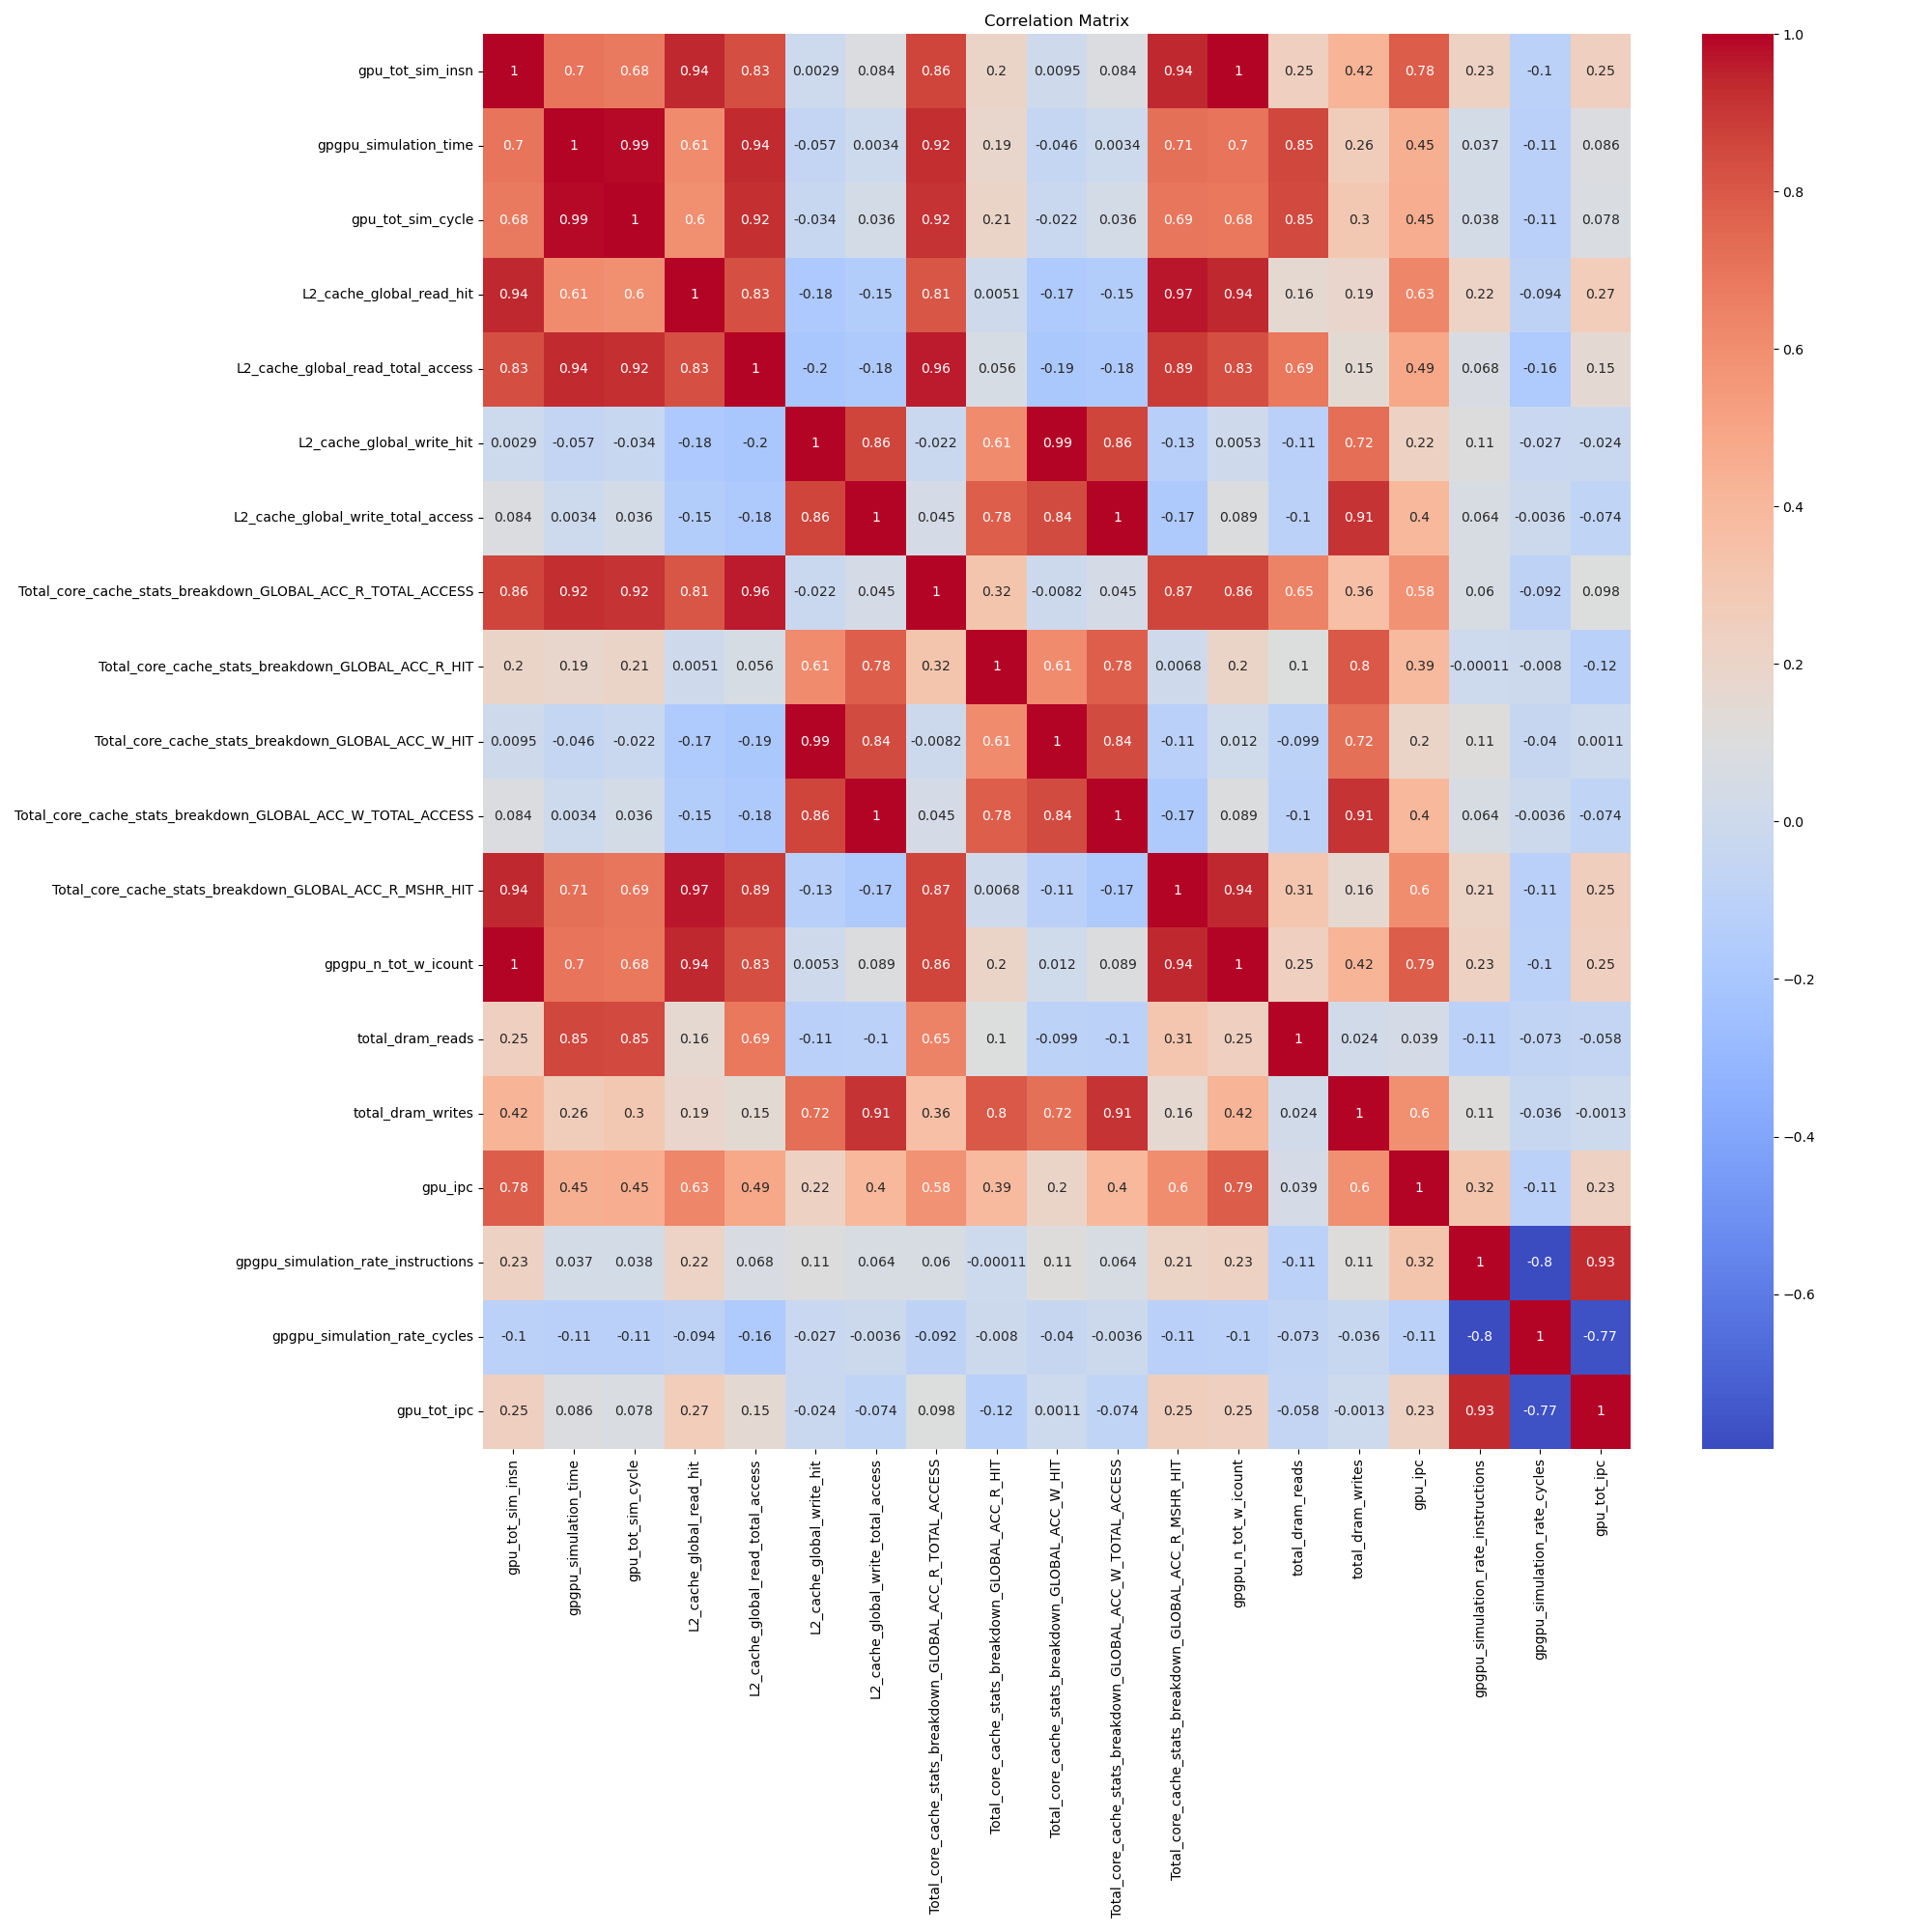 Correlation Matrix
gpu_tot_sim_insn 1 0.7 0.68 0.94 0.83 0.0029 0.084 0.86 0.2 0.0095 0.084 0.94 1 0.25 0.42 0.78 0.23 -0.1 0.25
gpgpu_simulation_time 0.7 1 0.99 0.61 0.94 -0.057 0.0034 0.92 0.19 -0.046 0.0034 0.71 0.7 0.85 0.26 0.45 0.037 -0.11 0.086
gpu_tot_sim_cycle 0.68 0.99 1 0.6 0.92 -0.034 0.036 0.92 0.21 -0.022 0.036 0.69 0.68 0.85 0.3 0.45 0.038 -0.11 0.078
L2_cache_global_read_hit 0.94 0.61 0.6 1 0.83 -0.18 -0.15 0.81 0.0051 -0.17 -0.15 0.97 0.94 0.16 0.19 0.63 0.22 -0.094 0.27
L2_cache_global_read_total_access 0.83 0.94 0.92 0.83 1 -0.2 -0.18 0.96 0.056 -0.19 -0.18 0.89 0.83 0.69 0.15 0.49 0.068 -0.16 0.15
L2_cache_global_write_hit 0.0029 -0.057 -0.034 -0.18 -0.2 1 0.86 -0.022 0.61 0.99 0.86 -0.13 0.0053 -0.11 0.72 0.22 0.11 -0.027 -0.024
L2_cache_global_write_total_access 0.084 0.0034 0.036 -0.15 -0.18 0.86 1 0.045 0.78 0.84 1 -0.17 0.089 -0.1 0.91 0.4 0.064 -0.0036 -0.074
Total_core_cache_stats_breakdown_GLOBAL_ACC_R_TOTAL_ACCESS 0.86 0.92 0.92 0.81 0.96 -0.022 0.045 1 0.32 -0.0082 0.045 0.87 0.86 0.65 0.36 0.58 0.06 -0.092 0.098
Total_core_cache_stats_breakdown_GLOBAL_ACC_R_HIT 0.2 0.19 0.21 0.0051 0.056 0.61 0.78 0.32 1 0.61 0.78 0.0068 0.2 0.1 0.8 0.39 -0.00011 -0.008 -0.12
Total_core_cache_stats_breakdown_GLOBAL_ACC_W_HIT 0.0095 -0.046 -0.022 -0.17 -0.19 0.99 0.84 -0.0082 0.61 1 0.84 -0.11 0.012 -0.099 0.72 0.2 0.11 -0.04 0.0011
Total_core_cache_stats_breakdown_GLOBAL_ACC_W_TOTAL_ACCESS 0.084 0.0034 0.036 -0.15 -0.18 0.86 1 0.045 0.78 0.84 1 -0.17 0.089 -0.1 0.91 0.4 0.064 -0.0036 -0.074
Total_core_cache_stats_breakdown_GLOBAL_ACC_R_MSHR_HIT 0.94 0.71 0.69 0.97 0.89 -0.13 -0.17 0.87 0.0068 -0.11 -0.17 1 0.94 0.31 0.16 0.6 0.21 -0.11 0.25
gpgpu_n_tot_w_icount 1 0.7 0.68 0.94 0.83 0.0053 0.089 0.86 0.2 0.012 0.089 0.94 1 0.25 0.42 0.79 0.23 -0.1 0.25
total_dram_reads 0.25 0.85 0.85 0.16 0.69 -0.11 -0.1 0.65 0.1 -0.099 -0.1 0.31 0.25 1 0.024 0.039 -0.11 -0.073 -0.058
total_dram_writes 0.42 0.26 0.3 0.19 0.15 0.72 0.91 0.36 0.8 0.72 0.91 0.16 0.42 0.024 1 0.6 0.11 -0.036 -0.0013
gpu_ipc 0.78 0.45 0.45 0.63 0.49 0.22 0.4 0.58 0.39 0.2 0.4 0.6 0.79 0.039 0.6 1 0.32 -0.11 0.23
gpgpu_simulation_rate_instructions 0.23 0.037 0.038 0.22 0.068 0.11 0.064 0.06 -0.00011 0.11 0.064 0.21 0.23 -0.11 0.11 0.32 1 -0.8 0.93
gpgpu_simulation_rate_cycles -0.1 -0.11 -0.11 -0.094 -0.16 -0.027 -0.0036 -0.092 -0.008 -0.04 -0.0036 -0.11 -0.1 -0.073 -0.036 -0.11 -0.8 1 -0.77
gpu_tot_ipc 0.25 0.086 0.078 0.27 0.15 -0.024 -0.074 0.098 -0.12 0.0011 -0.074 0.25 0.25 -0.058 -0.0013 0.23 0.93 -0.77 1
gpu_tot_sim_insn
gpgpu_simulation_time
gpu_tot_sim_cycle
L2_cache_global_read_hit
L2_cache_global_read_total_access
L2_cache_global_write_hit
L2_cache_global_write_total_access
Total_core_cache_stats_breakdown_GLOBAL_ACC_R_TOTAL_ACCESS
Total_core_cache_stats_breakdown_GLOBAL_ACC_R_HIT
Total_core_cache_stats_breakdown_GLOBAL_ACC_W_HIT
Total_core_cache_stats_breakdown_GLOBAL_ACC_W_TOTAL_ACCESS
Total_core_cache_stats_breakdown_GLOBAL_ACC_R_MSHR_HIT
gpgpu_n_tot_w_icount
total_dram_reads
total_dram_writes
gpu_ipc
gpgpu_simulation_rate_instructions
gpgpu_simulation_rate_cycles
gpu_tot_ipc
1.0
0.8
0.6
0.4
0.2
0.0
−0.2
−0.4
−0.6